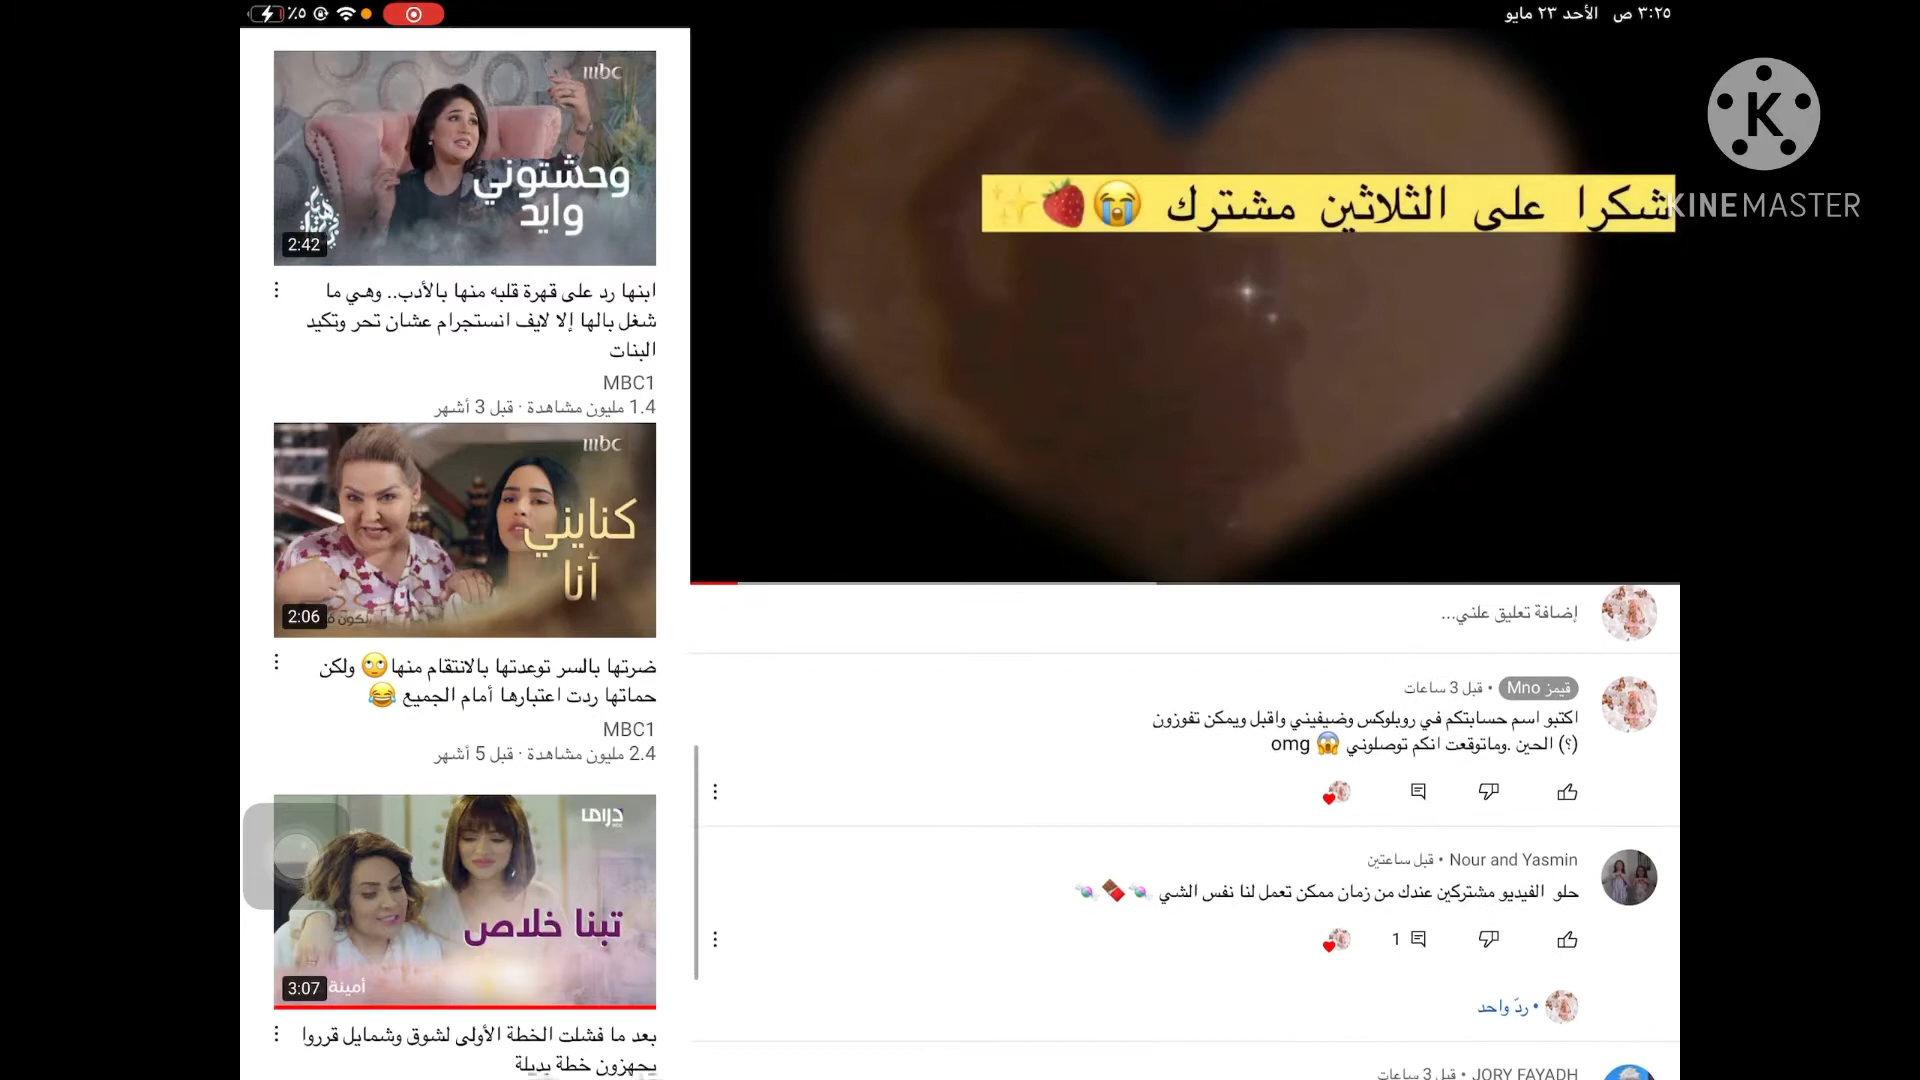 ٣:٢٥ ص الأحد ٢٣ مايو
٥٪
KINEMASTER
شكرا على الثلاثين مشترك 😭🍓✨
mbc
وحشتوني
وايد
2:42
ابنها رد على قهرة قلبه منها بالأدب.. وهي ما
شغل بالها إلا لايف انستجرام عشان تحر وتكيد
البنات
MBC1
1.4 مليون مشاهدة · قبل 3 أشهر
mbc
كنايني
أنا
2:06
ضرتها بالسر توعدتها بالانتقام منها🙄 ولكن
حماتها ردت اعتبارها أمام الجميع 😂
MBC1
2.4 مليون مشاهدة · قبل 5 أشهر
دراما
تبنا خلاص
3:07
أمينة
بعد ما فشلت الخطة الأولى لشوق وشمايل قرروا
يجهزون خطة بديلة
إضافة تعليق علني...
قيمز Mno • قبل 3 ساعات
اكتبو اسم حسابتكم في روبلوكس وضيفيني واقبل ويمكن تفوزون
(؟) الحين .وماتوقعت انكم توصلوني 😱 omg
Nour and Yasmin • قبل ساعتين
حلو الفيديو مشتركين عندك من زمان ممكن تعمل لنا نفس الشي 🍬🍫🍬
1
• ردّ واحد
JORY FAYADH • قبل 3 ساعات